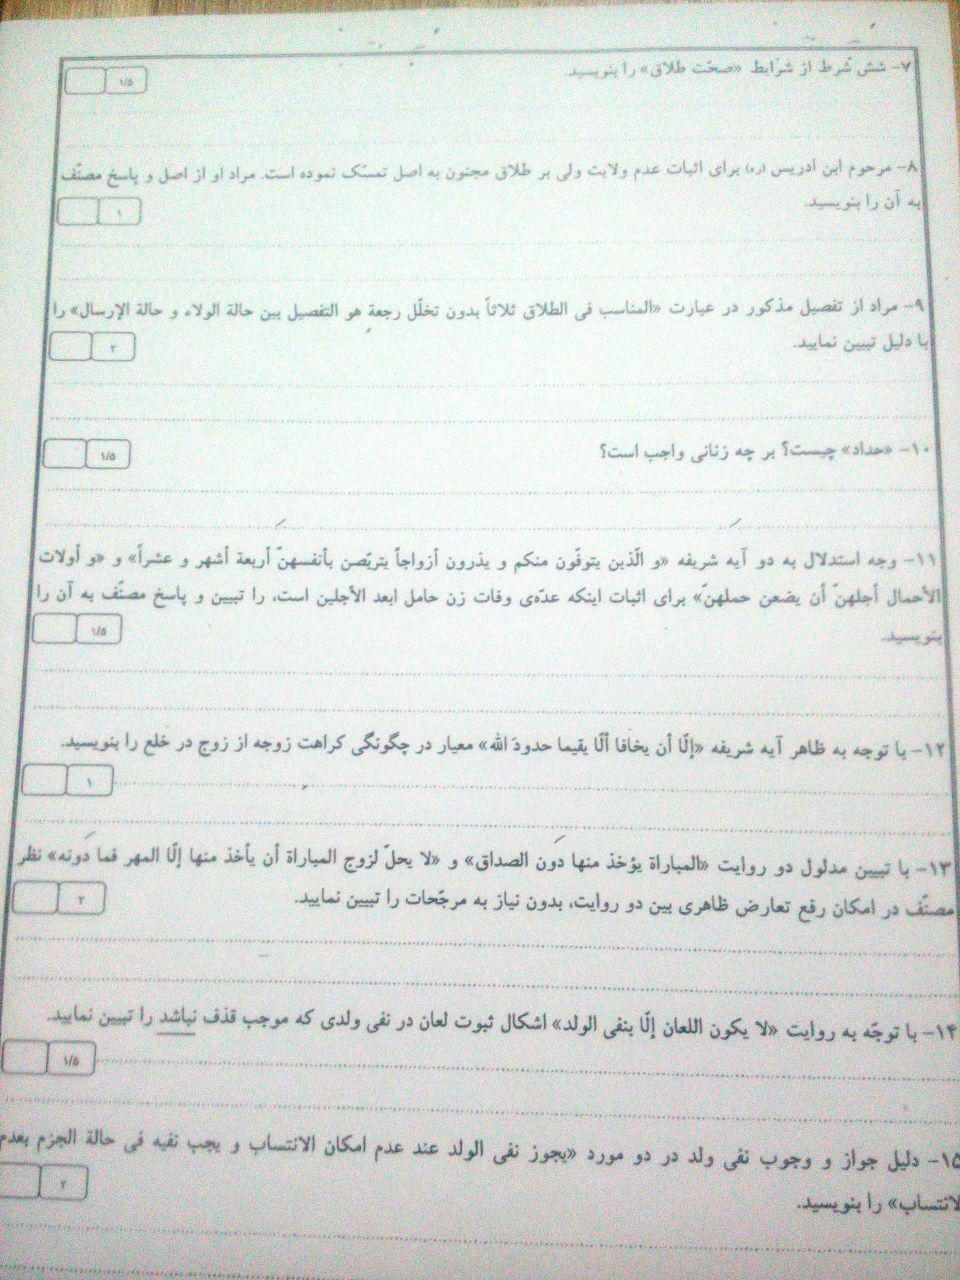 ۷- شش شرط از شرایط «صحّت طلاق» را بنویسید.
۱/۵
۸- مرحوم ابن ادریس (ره) برای اثبات عدم ولایت ولی بر طلاق مجنون به اصل تمسّک نموده است. مراد او از اصل و پاسخ مصنّف
به آن را بنویسید.
۱
۹- مراد از تفصیل مذکور در عبارت «المناسب فی الطلاق ثلاثاً بدون تخلّل رجعة هو التفصیل بین حالة الولاء و حالة الإرسال» را
با دلیل تبیین نمایید.
۲
۱۰- «حداد» چیست؟ بر چه زنانی واجب است؟
۱/۵
۱۱- وجه استدلال به دو آیه شریفه «و الّذین یتوفّون منکم و یذرون أزواجاً یتربّصن بأنفسهنّ أربعة أشهر و عشراً» و «و أولات
الأحمال أجلهنّ أن یضعن حملهنّ» برای اثبات اینکه عدّه‌ی وفات زن حامل ابعد الأجلین است، را تبیین و پاسخ مصنّف به آن را
بنویسید.
۱/۵
۱۲- با توجه به ظاهر آیه شریفه «إلّا أن یخافا ألّا یقیما حدودَ الله» معیار در چگونگی کراهت زوجه از زوج در خلع را بنویسید.
۱
۱۳- با تبیین مدلول دو روایت «المباراة یؤخذ منها دون الصداق» و «لا یحلّ لزوج المباراة أن یأخذ منها إلّا المهر فما دونه» نظر
مصنّف در امکان رفع تعارض ظاهری بین دو روایت، بدون نیاز به مرجّحات را تبیین نمایید.
۲
۱۴- با توجّه به روایت «لا یکون اللعان إلّا بنفی الولد» اشکال ثبوت لعان در نفی ولدی که موجب قذف نباشد را تبیین نمایید.
۱/۵
۱۵- دلیل جواز و وجوب نفی ولد در دو مورد «یجوز نفی الولد عند عدم امکان الانتساب و یجب نفیه فی حالة الجزم بعدم
الانتساب» را بنویسید.
۲